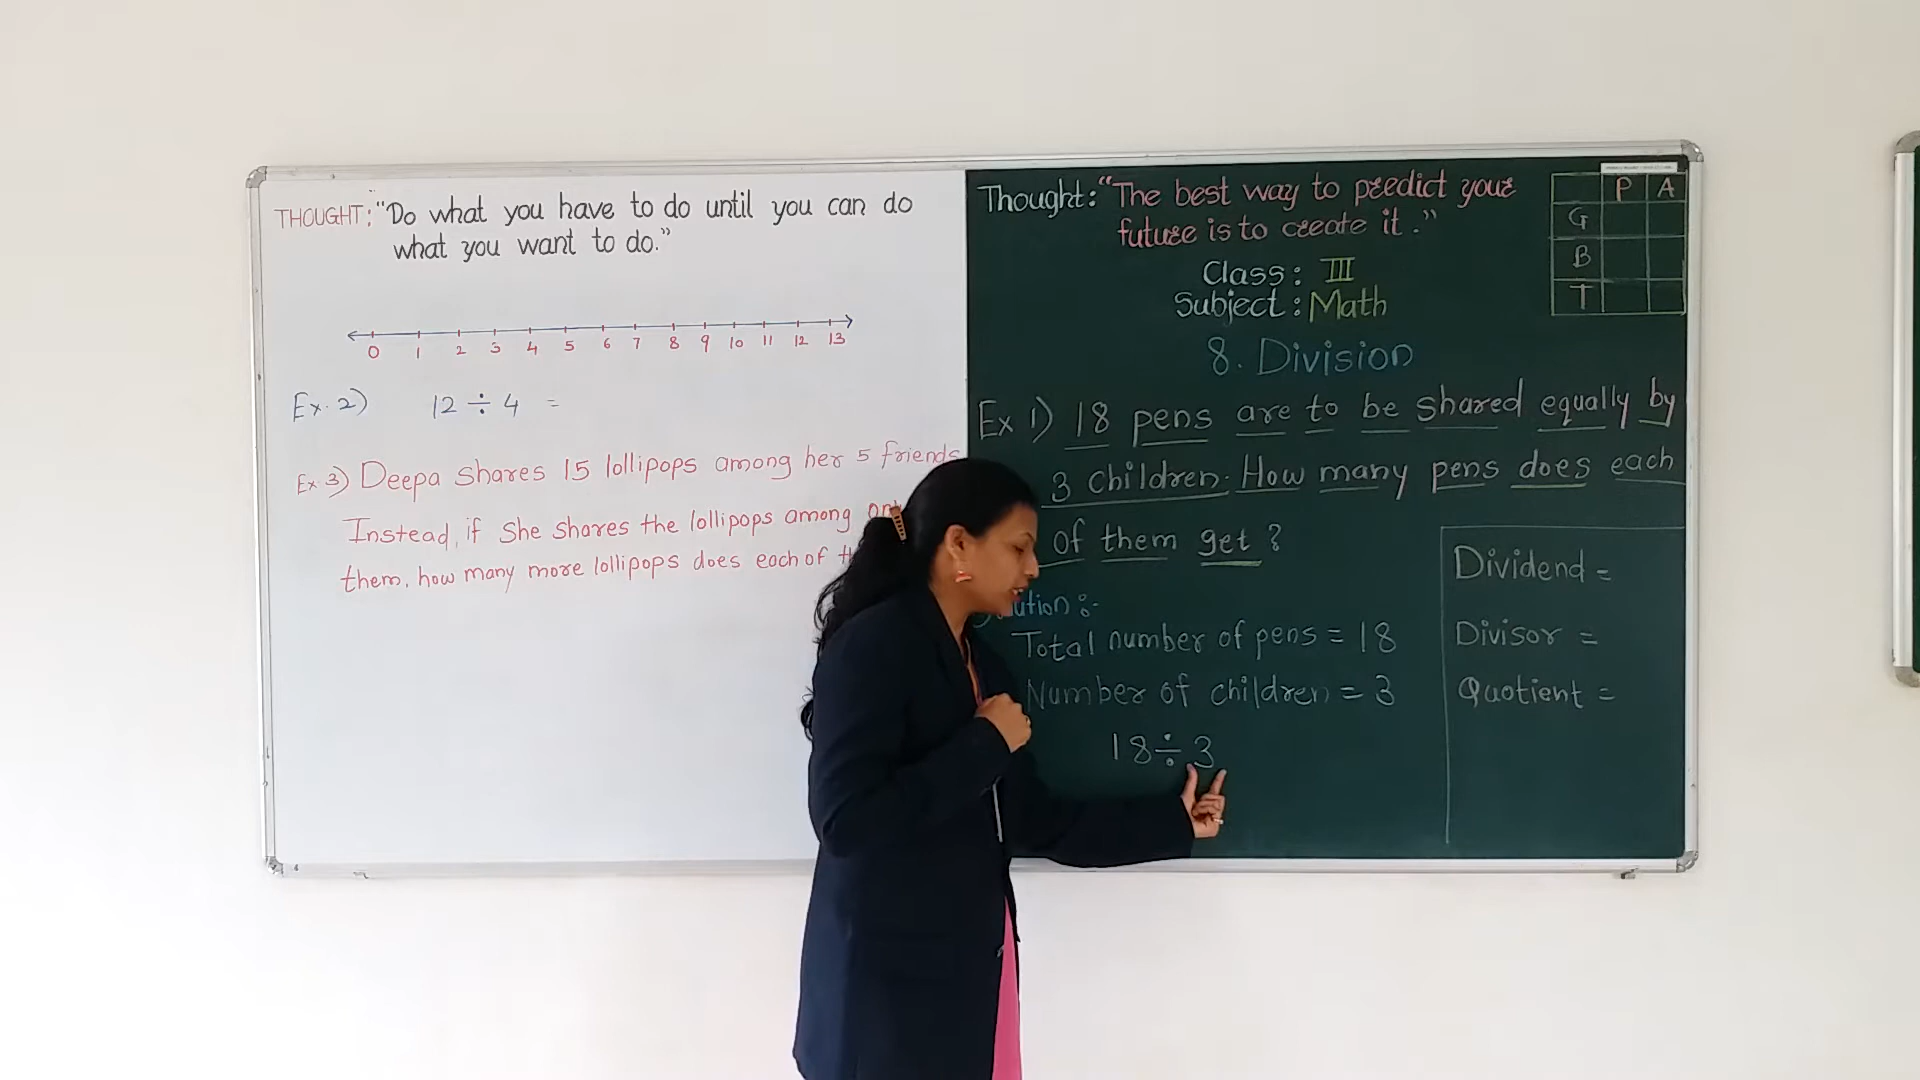 THOUGHT: "Do what you have to do until you can do
what you want to do."
0 1 2 3 4 5 6 7 8 9 10 11 12 13
Ex. 2) 12 ÷ 4 =
Ex 3) Deepa shares 15 lollipops among her 5 friends
Instead, if she shares the lollipops among
them, how many more lollipops does each of
Thought: "The best way to predict your
future is to create it."
Class: III
Subject: Math
8. Division
P A
G
B
T
Ex 1) 18 pens are to be shared equally by
3 children. How many pens does each
of them get?
Total number of pens = 18
Number of children = 3
18 ÷ 3
Dividend =
Divisor =
Quotient =